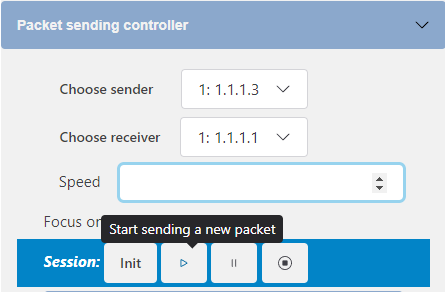 Packet sending controller
Choose sender 1: 1.1.1.3
Choose receiver 1: 1.1.1.1
Speed
Focus on
Start sending a new packet
Session: Init